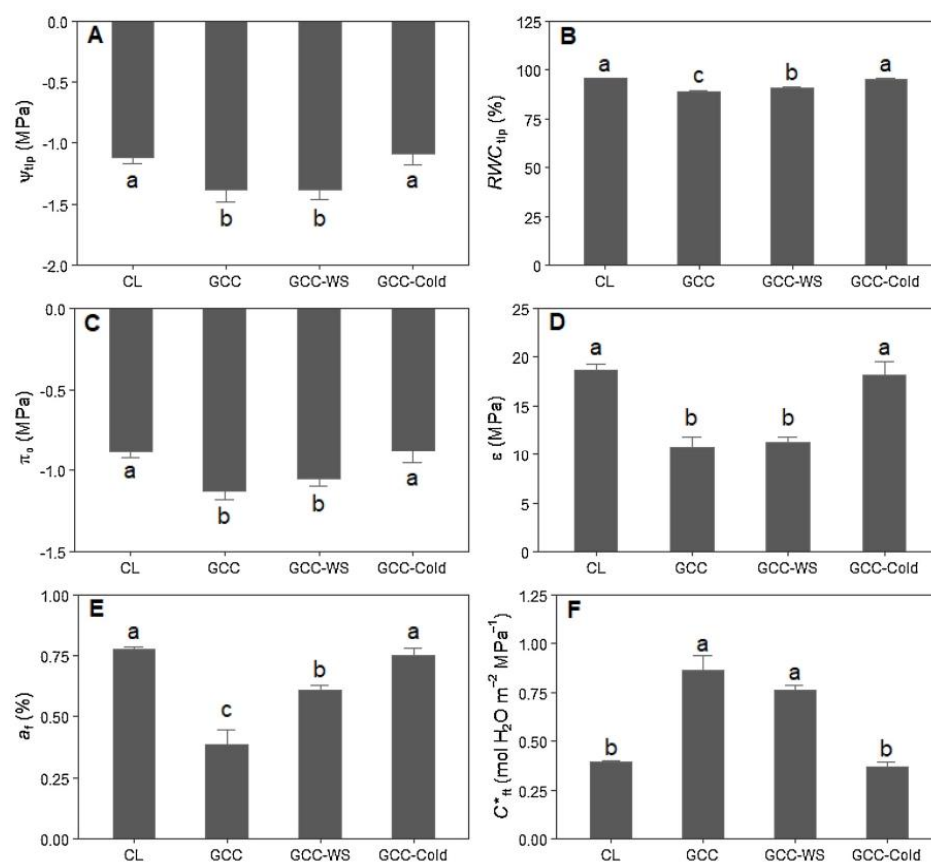 A
0.0
-0.5
-1.0
-1.5
-2.0
Ψtlp (MPa)
a b b a
CL GCC GCC-WS GCC-Cold
B
125
100
75
50
25
0
RWCtlp (%)
a c b a
CL GCC GCC-WS GCC-Cold
C
0.0
-0.5
-1.0
-1.5
πo (MPa)
a b b a
CL GCC GCC-WS GCC-Cold
D
25
20
15
10
5
0
ε (MPa)
a b b a
CL GCC GCC-WS GCC-Cold
E
1.00
0.75
0.50
0.25
0.00
af (%)
a c b a
CL GCC GCC-WS GCC-Cold
F
1.25
1.00
0.75
0.50
0.25
0.00
C*ft (mol H₂O m⁻² MPa⁻¹)
b a a b
CL GCC GCC-WS GCC-Cold